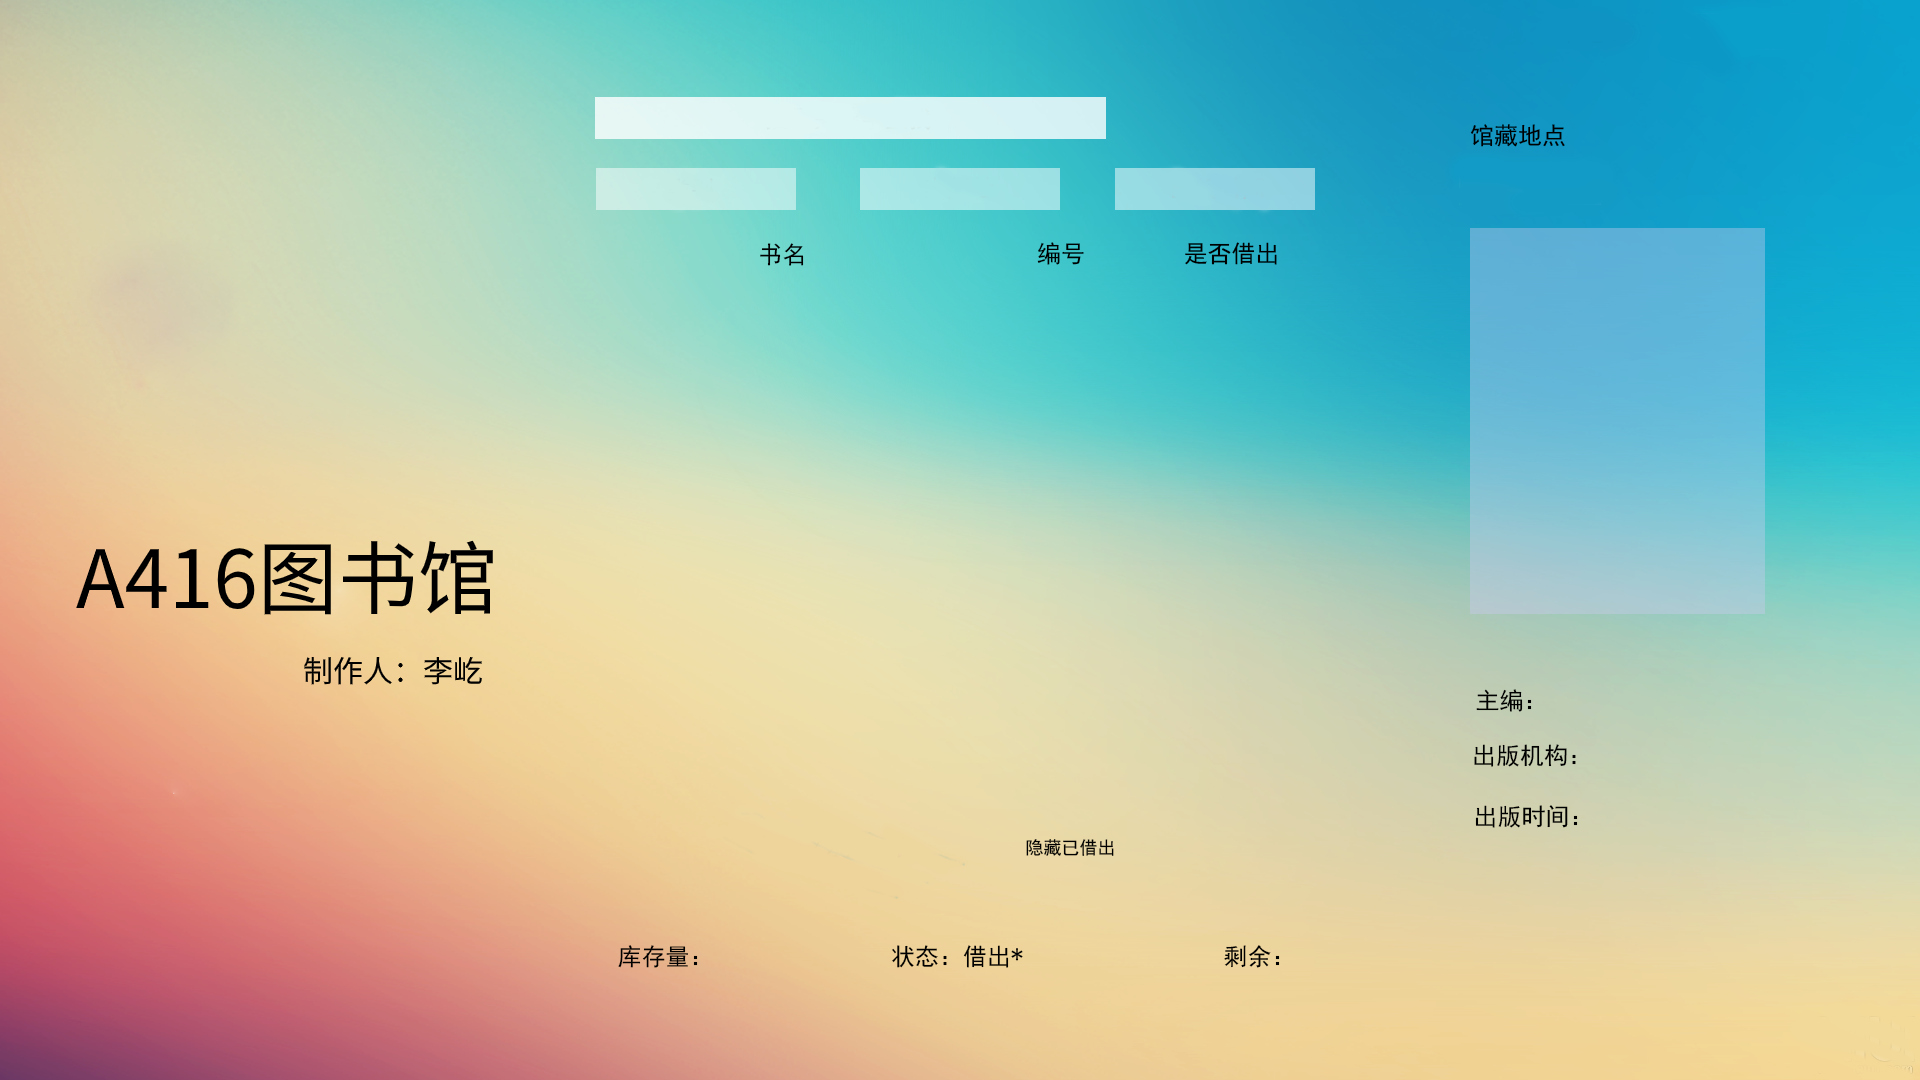 馆藏地点
书名
编号
是否借出
A416图书馆
制作人：李屹
主编：
出版机构：
出版时间：
隐藏已借出
库存量：
状态：借出*
剩余：